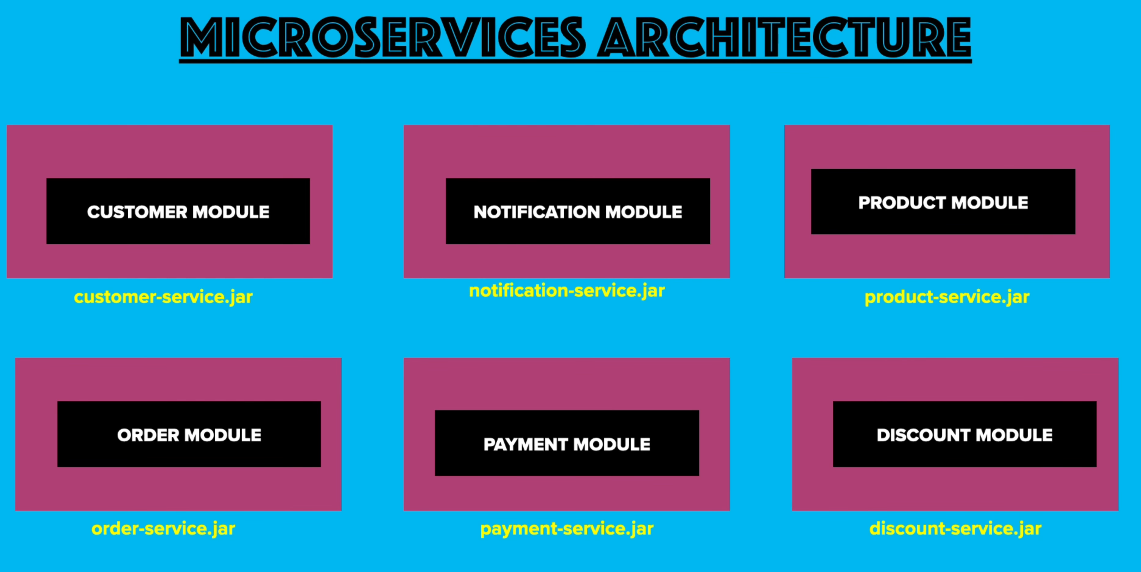 MICROSERVICES ARCHITECTURE
CUSTOMER MODULE
customer-service.jar
NOTIFICATION MODULE
notification-service.jar
PRODUCT MODULE
product-service.jar
ORDER MODULE
order-service.jar
PAYMENT MODULE
payment-service.jar
DISCOUNT MODULE
discount-service.jar